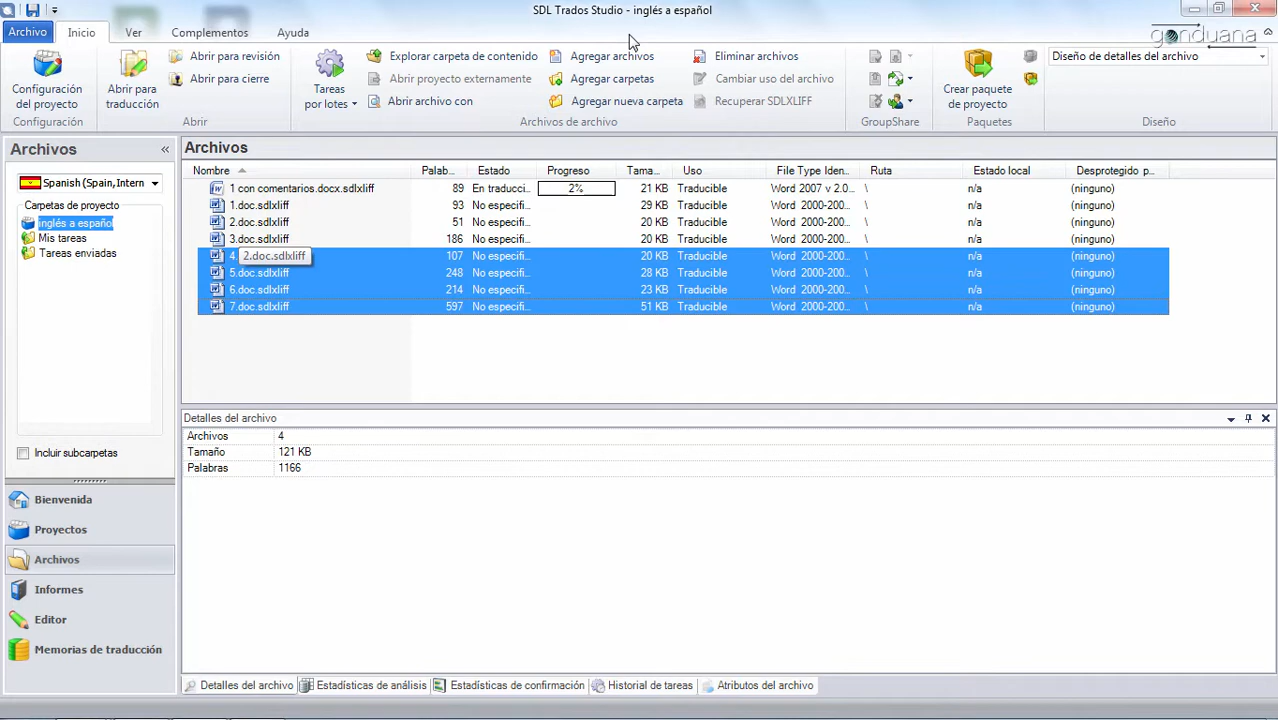 SDL Trados Studio - inglés a español
Archivo Inicio Ver Complementos Ayuda
gonduana
Configuración del proyecto
Configuración
Abrir para traducción
Abrir para revisión
Abrir para cierre
Abrir
Tareas por lotes
Explorar carpeta de contenido
Abrir proyecto externamente
Abrir archivo con
Agregar archivos
Agregar carpetas
Agregar nueva carpeta
Eliminar archivos
Cambiar uso del archivo
Recuperar SDLXLIFF
Archivos de archivo
GroupShare
Crear paquete de proyecto
Paquetes
Diseño de detalles del archivo
Diseño
Archivos «
Spanish (Spain, Intern
Carpetas de proyecto
inglés a español
Mis tareas
Tareas enviadas
Incluir subcarpetas
Bienvenida
Proyectos
Archivos
Informes
Editor
Memorias de traducción
Archivos
Nombre Palab... Estado Progreso Tama... Uso File Type Iden... Ruta Estado local Desprotegido p...
1 con comentarios.docx.sdlxliff 89 En traducci... 2% 21 KB Traducible Word 2007 v 2.0... \ n/a (ninguno)
1.doc.sdlxliff 93 No especifi... 29 KB Traducible Word 2000-200... \ n/a (ninguno)
2.doc.sdlxliff 51 No especifi... 20 KB Traducible Word 2000-200... \ n/a (ninguno)
3.doc.sdlxliff 186 No especifi... 20 KB Traducible Word 2000-200... \ n/a (ninguno)
4. 2.doc.sdlxliff 107 No especifi... 20 KB Traducible Word 2000-200... \ n/a (ninguno)
5.doc.sdlxliff 248 No especifi... 28 KB Traducible Word 2000-200... \ n/a (ninguno)
6.doc.sdlxliff 214 No especifi... 23 KB Traducible Word 2000-200... \ n/a (ninguno)
7.doc.sdlxliff 597 No especifi... 51 KB Traducible Word 2000-200... \ n/a (ninguno)
Detalles del archivo
Archivos 4
Tamaño 121 KB
Palabras 1166
Detalles del archivo Estadísticas de análisis Estadísticas de confirmación Historial de tareas Atributos del archivo